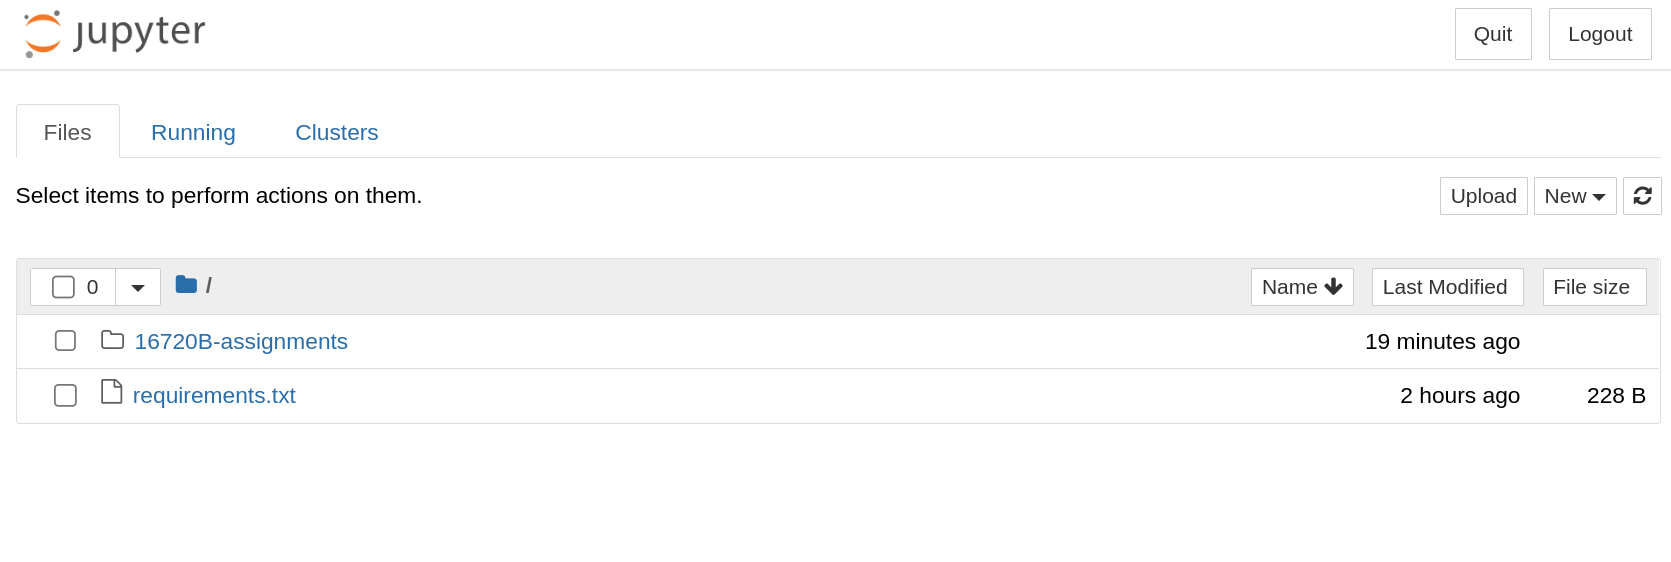 jupyter Quit Logout
Files Running Clusters
Select items to perform actions on them. Upload New
0 / Name Last Modified File size
16720B-assignments 19 minutes ago
requirements.txt 2 hours ago 228 B